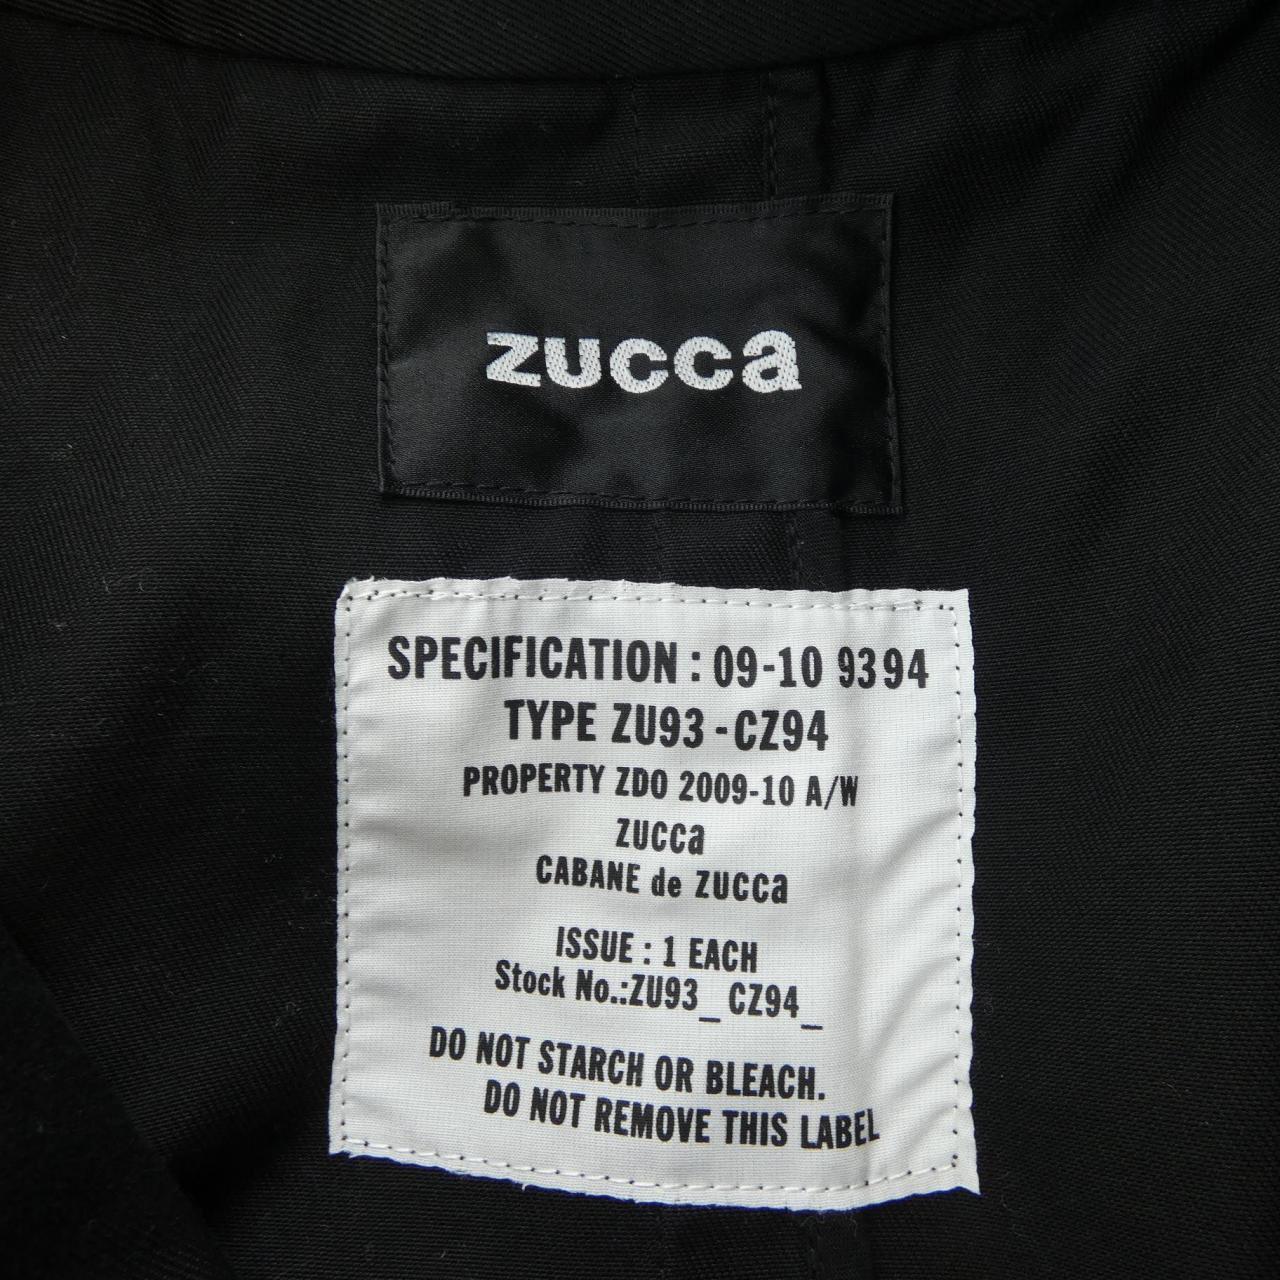 zucca
SPECIFICATION : 09-10 9394
TYPE ZU93-CZ94
PROPERTY ZDO 2009-10 A/W
ZUCCa
CABANE de ZUCCa
ISSUE : 1 EACH
Stock No.:ZU93_ CZ94_
DO NOT STARCH OR BLEACH.
DO NOT REMOVE THIS LABEL